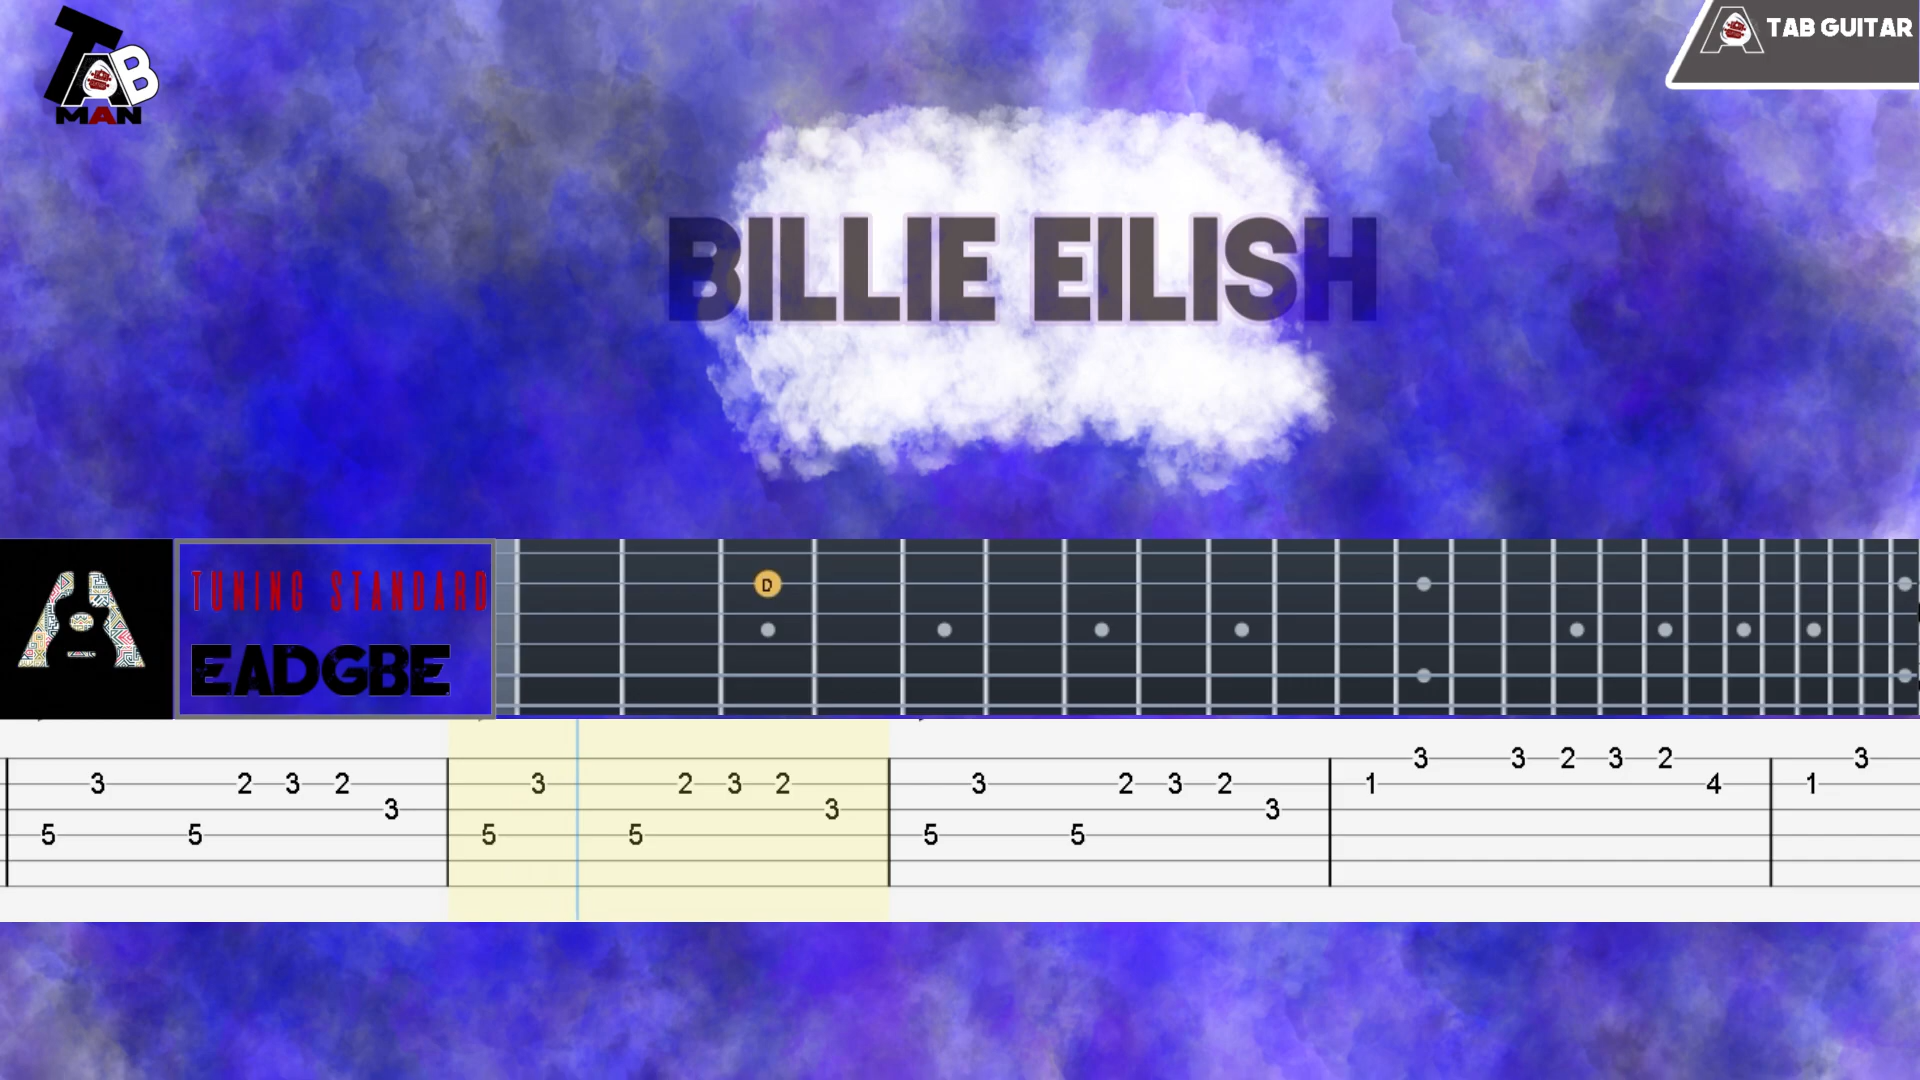 TAB
MAN
TAB GUITAR
BILLIE EILISH
TUNING STANDARD
EADGBE
D
3 3 2 3 2 3
3 2 3 2 3 2 3 2 3 2 3 2 1 4 1
3 3 3
5 5 5 5 5 5